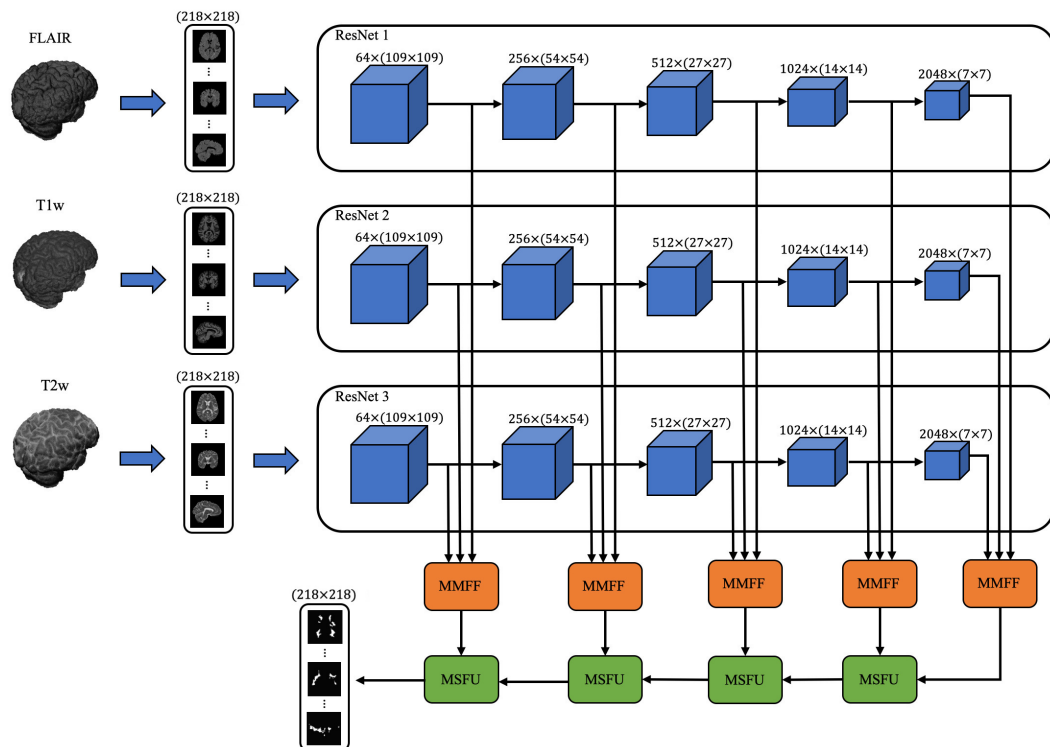 FLAIR
(218×218)
ResNet 1
64×(109×109)
256×(54×54)
512×(27×27)
1024×(14×14)
2048×(7×7)
T1w
(218×218)
ResNet 2
64×(109×109)
256×(54×54)
512×(27×27)
1024×(14×14)
2048×(7×7)
T2w
(218×218)
ResNet 3
64×(109×109)
256×(54×54)
512×(27×27)
1024×(14×14)
2048×(7×7)
MMFF
MMFF
MMFF
MMFF
MMFF
(218×218)
MSFU
MSFU
MSFU
MSFU